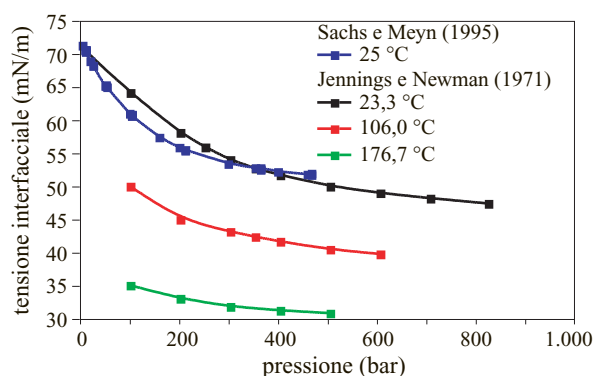 tensione interfacciale (mN/m)
75
70
65
60
55
50
45
40
35
30
Sachs e Meyn (1995)
25 °C
Jennings e Newman (1971)
23,3 °C
106,0 °C
176,7 °C
0 200 400 600 800 1.000
pressione (bar)